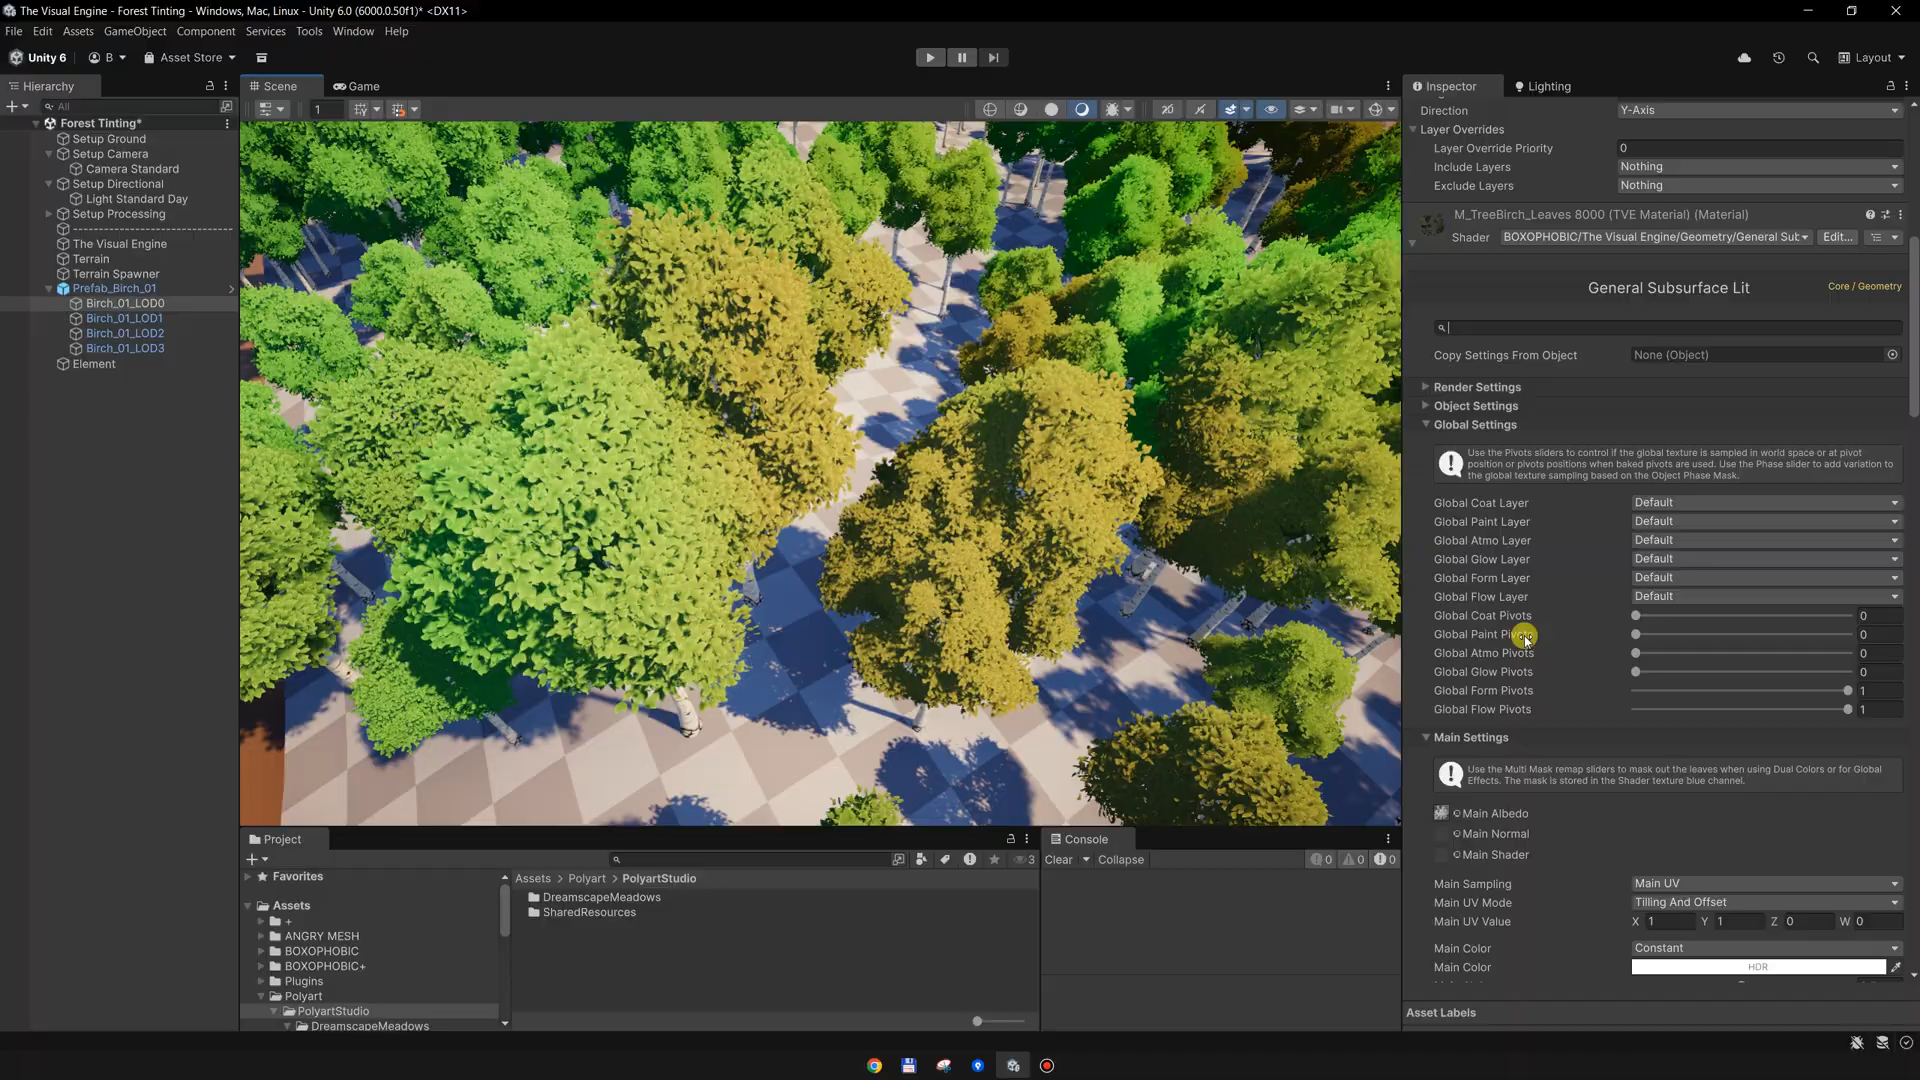 The Visual Engine - Forest Tinting - Windows, Mac, Linux - Unity 6.0 (6000.0.50f1)* <DX11>
File Edit Assets GameObject Component Services Tools Window Help
Unity 6 B Asset Store Layout
Hierarchy
All
Forest Tinting*
Setup Ground
Setup Camera
Camera Standard
Setup Directional
Light Standard Day
Setup Processing
------------------------------
The Visual Engine
Terrain
Terrain Spawner
Prefab_Birch_01
Birch_01_LOD0
Birch_01_LOD1
Birch_01_LOD2
Birch_01_LOD3
Element
Scene Game
1
Project
Favorites
Assets
+
ANGRY MESH
BOXOPHOBIC
BOXOPHOBIC+
Plugins
Polyart
PolyartStudio
DreamscapeMeadows
3
Assets > Polyart > PolyartStudio
DreamscapeMeadows
SharedResources
Console
Clear Collapse 0 0 0
Inspector Lighting
Direction Y-Axis
Layer Overrides
Layer Override Priority 0
Include Layers Nothing
Exclude Layers Nothing
M_TreeBirch_Leaves 8000 (TVE Material) (Material)
Shader BOXOPHOBIC/The Visual Engine/Geometry/General Sub Edit...
General Subsurface Lit Core / Geometry
Copy Settings From Object None (Object)
Render Settings
Object Settings
Global Settings
Use the Pivots sliders to control if the global texture is sampled in world space or at pivot
position or pivots positions when baked pivots are used. Use the Phase slider to add variation to
the global texture sampling based on the Object Phase Mask.
Global Coat Layer Default
Global Paint Layer Default
Global Atmo Layer Default
Global Glow Layer Default
Global Form Layer Default
Global Flow Layer Default
Global Coat Pivots 0
Global Paint Pivots 0
Global Atmo Pivots 0
Global Glow Pivots 0
Global Form Pivots 1
Global Flow Pivots 1
Main Settings
Use the Multi Mask remap sliders to mask out the leaves when using Dual Colors or for Global
Effects. The mask is stored in the Shader texture blue channel.
Main Albedo
Main Normal
Main Shader
Main Sampling Main UV
Main UV Mode Tilling And Offset
Main UV Value X 1 Y 1 Z 0 W 0
Main Color Constant
Main Color HDR
Asset Labels